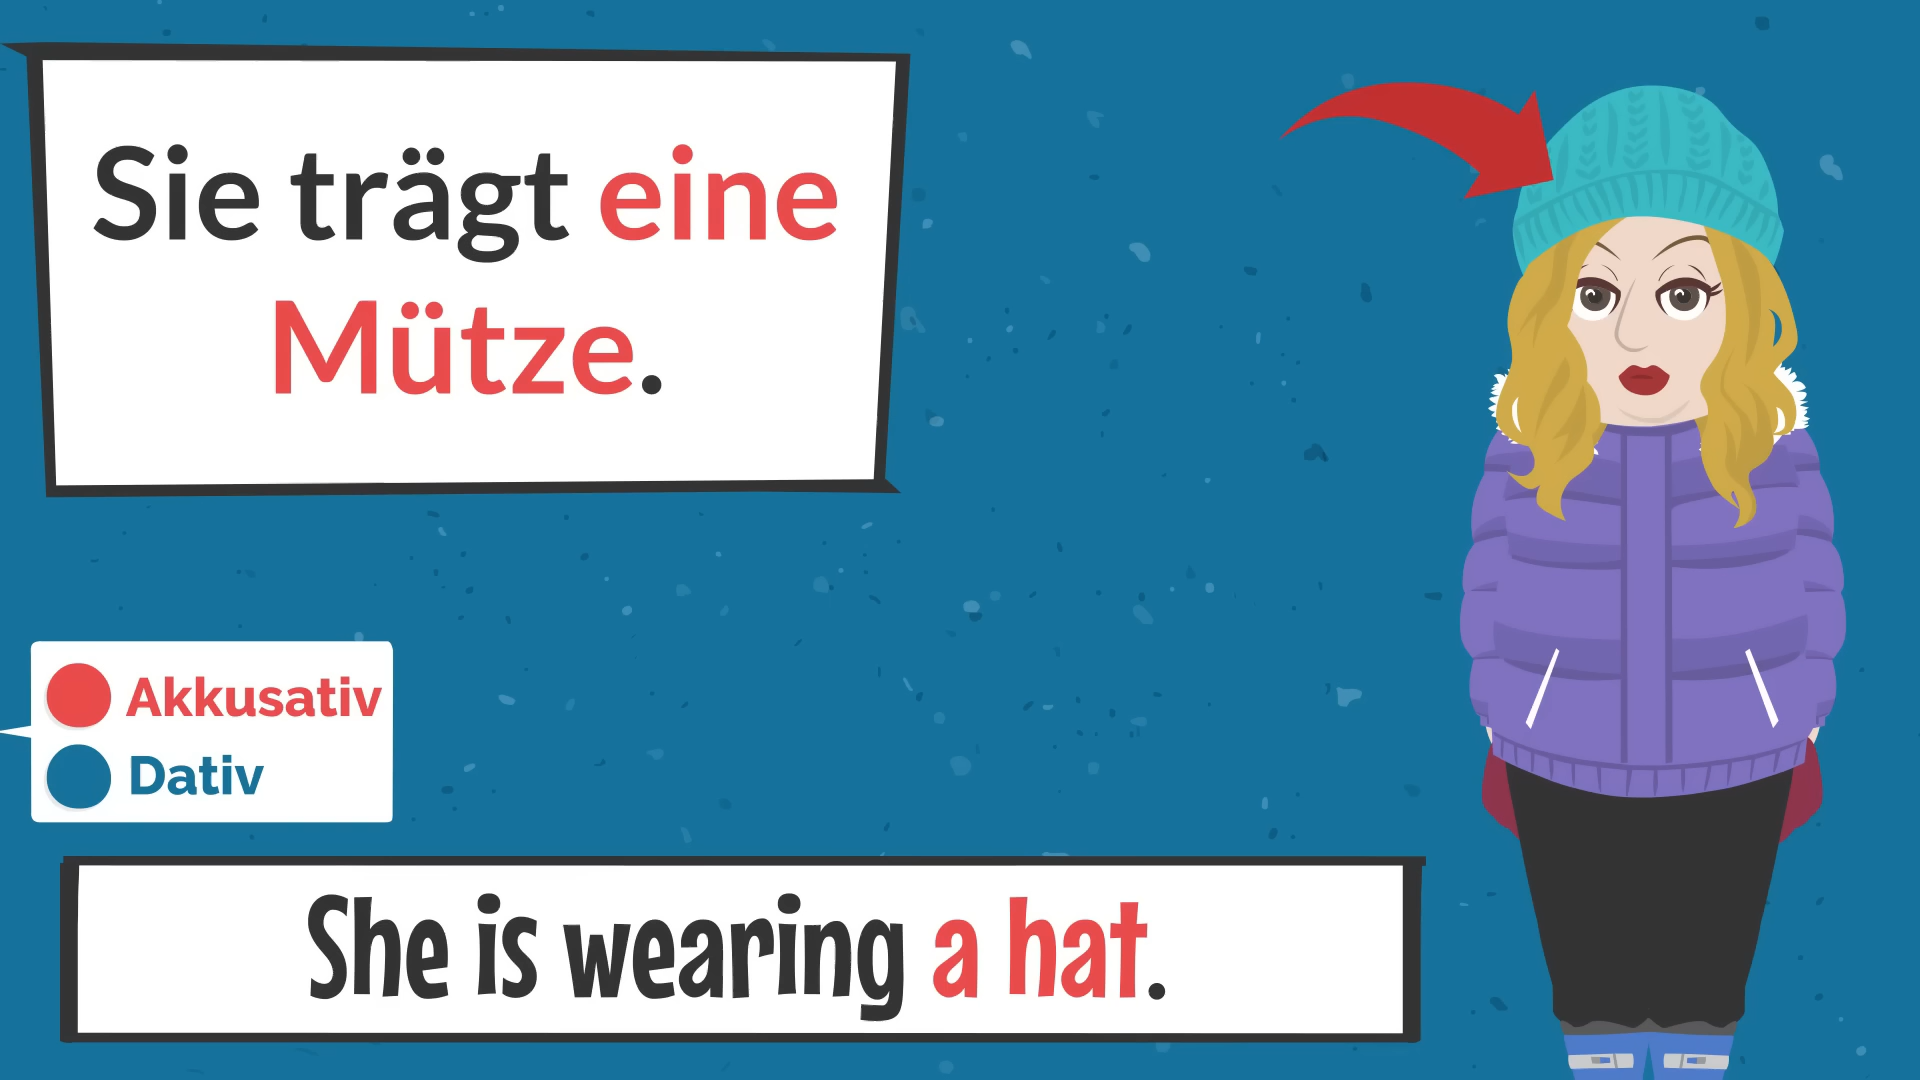 Sie trägt eine
Mütze.
Akkusativ
Dativ
She is wearing a hat.